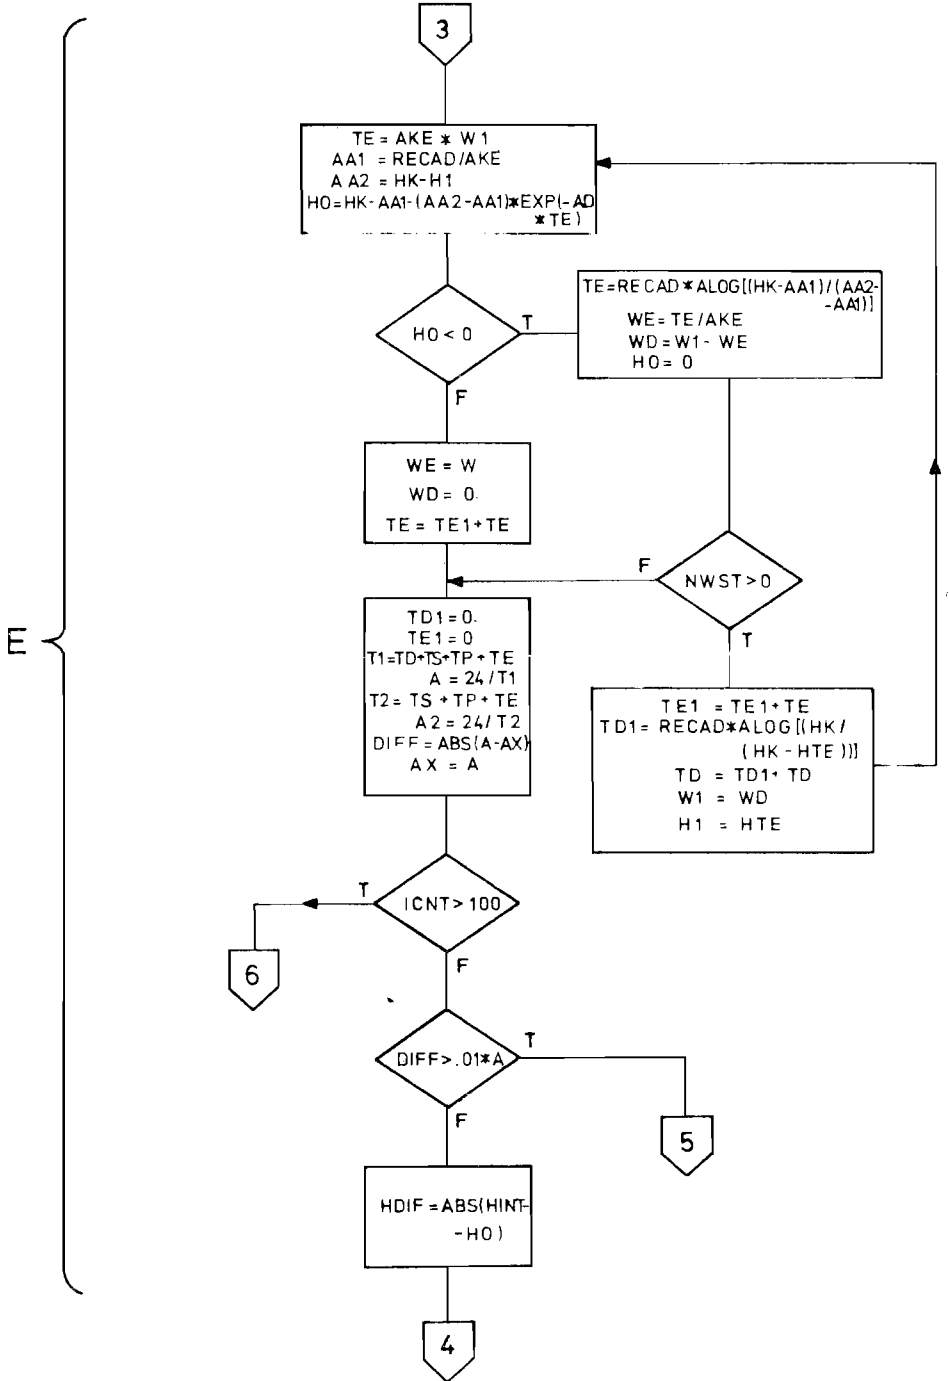 3
TE = AKE * W1
AA1 = RECAD/AKE
AA2 = HK-H1
HO=HK-AA1-(AA2-AA1)*EXP(-AD
*TE)
HO < 0
T
F
TE=RECAD*ALOG[(HK-AA1)/(AA2-
-AA1)]
WE = TE/AKE
WD = W1- WE
HO = 0
WE = W
WD = 0.
TE = TE1+TE
NWST>0
F
T
TD1=0.
TE1=0
T1=TD+TS+TP+TE
A = 24/T1
T2= TS +TP+TE
A2= 24/T2
DIFF=ABS(A-AX)
AX = A
TE1 = TE1+TE
TD1= RECAD*ALOG[(HK/
(HK-HTE))]
TD = TD1+ TD
W1 = WD
H1 = HTE
E
ICNT>100
T
F
6
DIFF>.01*A
T
F
5
HDIF=ABS(HINT-
-HO)
4